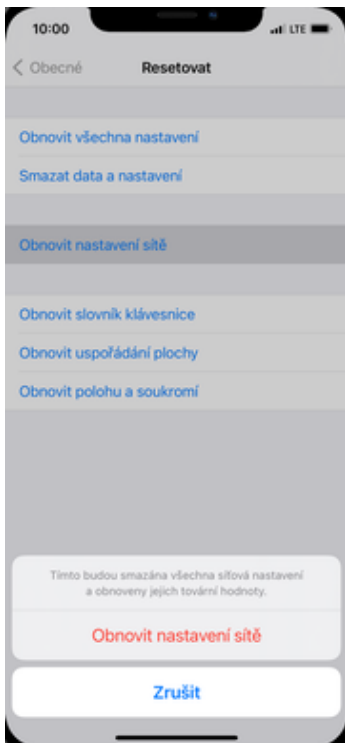 10:00
LTE
Obecné
Resetovat
Obnovit všechna nastavení
Smazat data a nastavení
Obnovit nastavení sítě
Obnovit slovník klávesnice
Obnovit uspořádání plochy
Obnovit polohu a soukromí
Tímto budou smazána všechna síťová nastavení
a obnoveny jejich tovární hodnoty.
Obnovit nastavení sítě
Zrušit